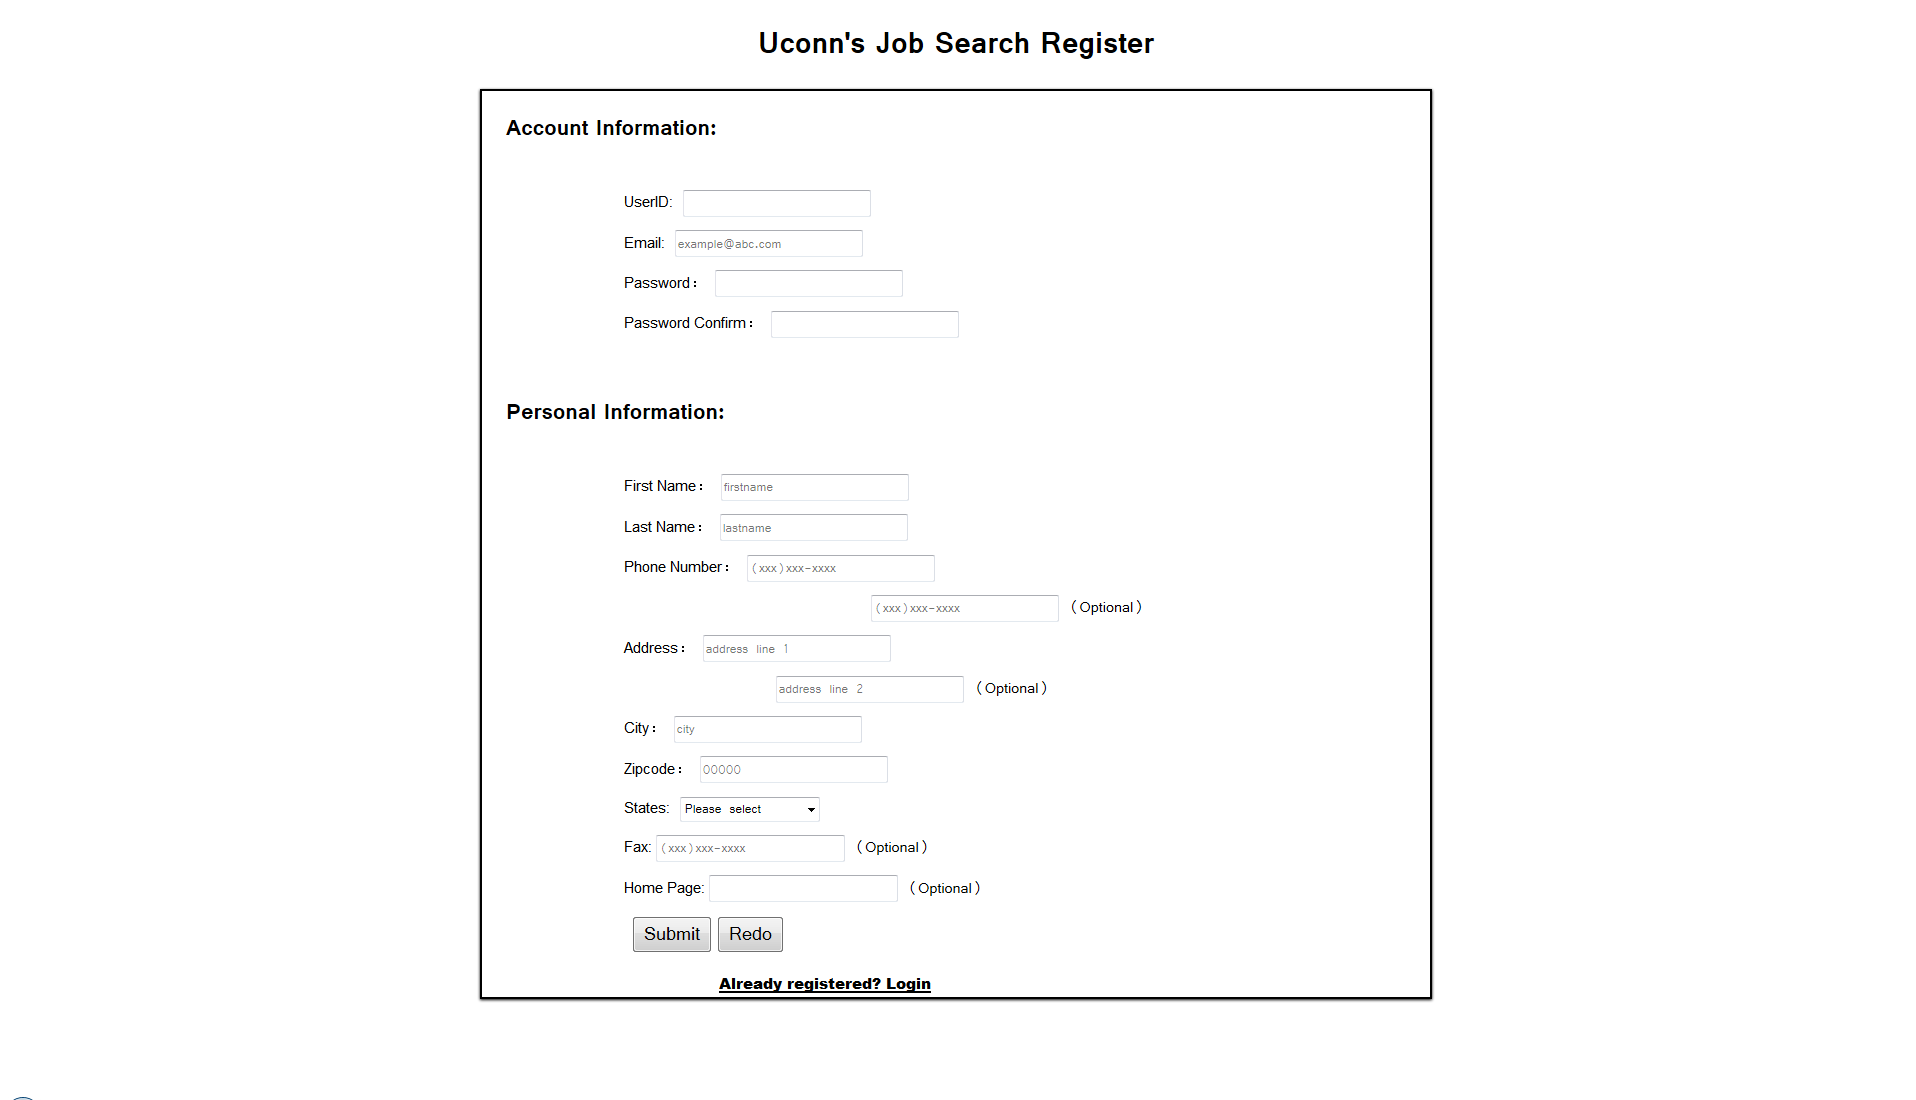 Uconn's Job Search Register
Account Information:
UserID:
Email: example@abc.com
Password：
Password Confirm：
Personal Information:
First Name： firstname
Last Name： lastname
Phone Number： (xxx)xxx-xxxx
(xxx)xxx-xxxx （Optional）
Address： address line 1
address line 2 （Optional）
City： city
Zipcode： 00000
States: Please select
Fax: (xxx)xxx-xxxx （Optional）
Home Page: （Optional）
Submit Redo
Already registered? Login